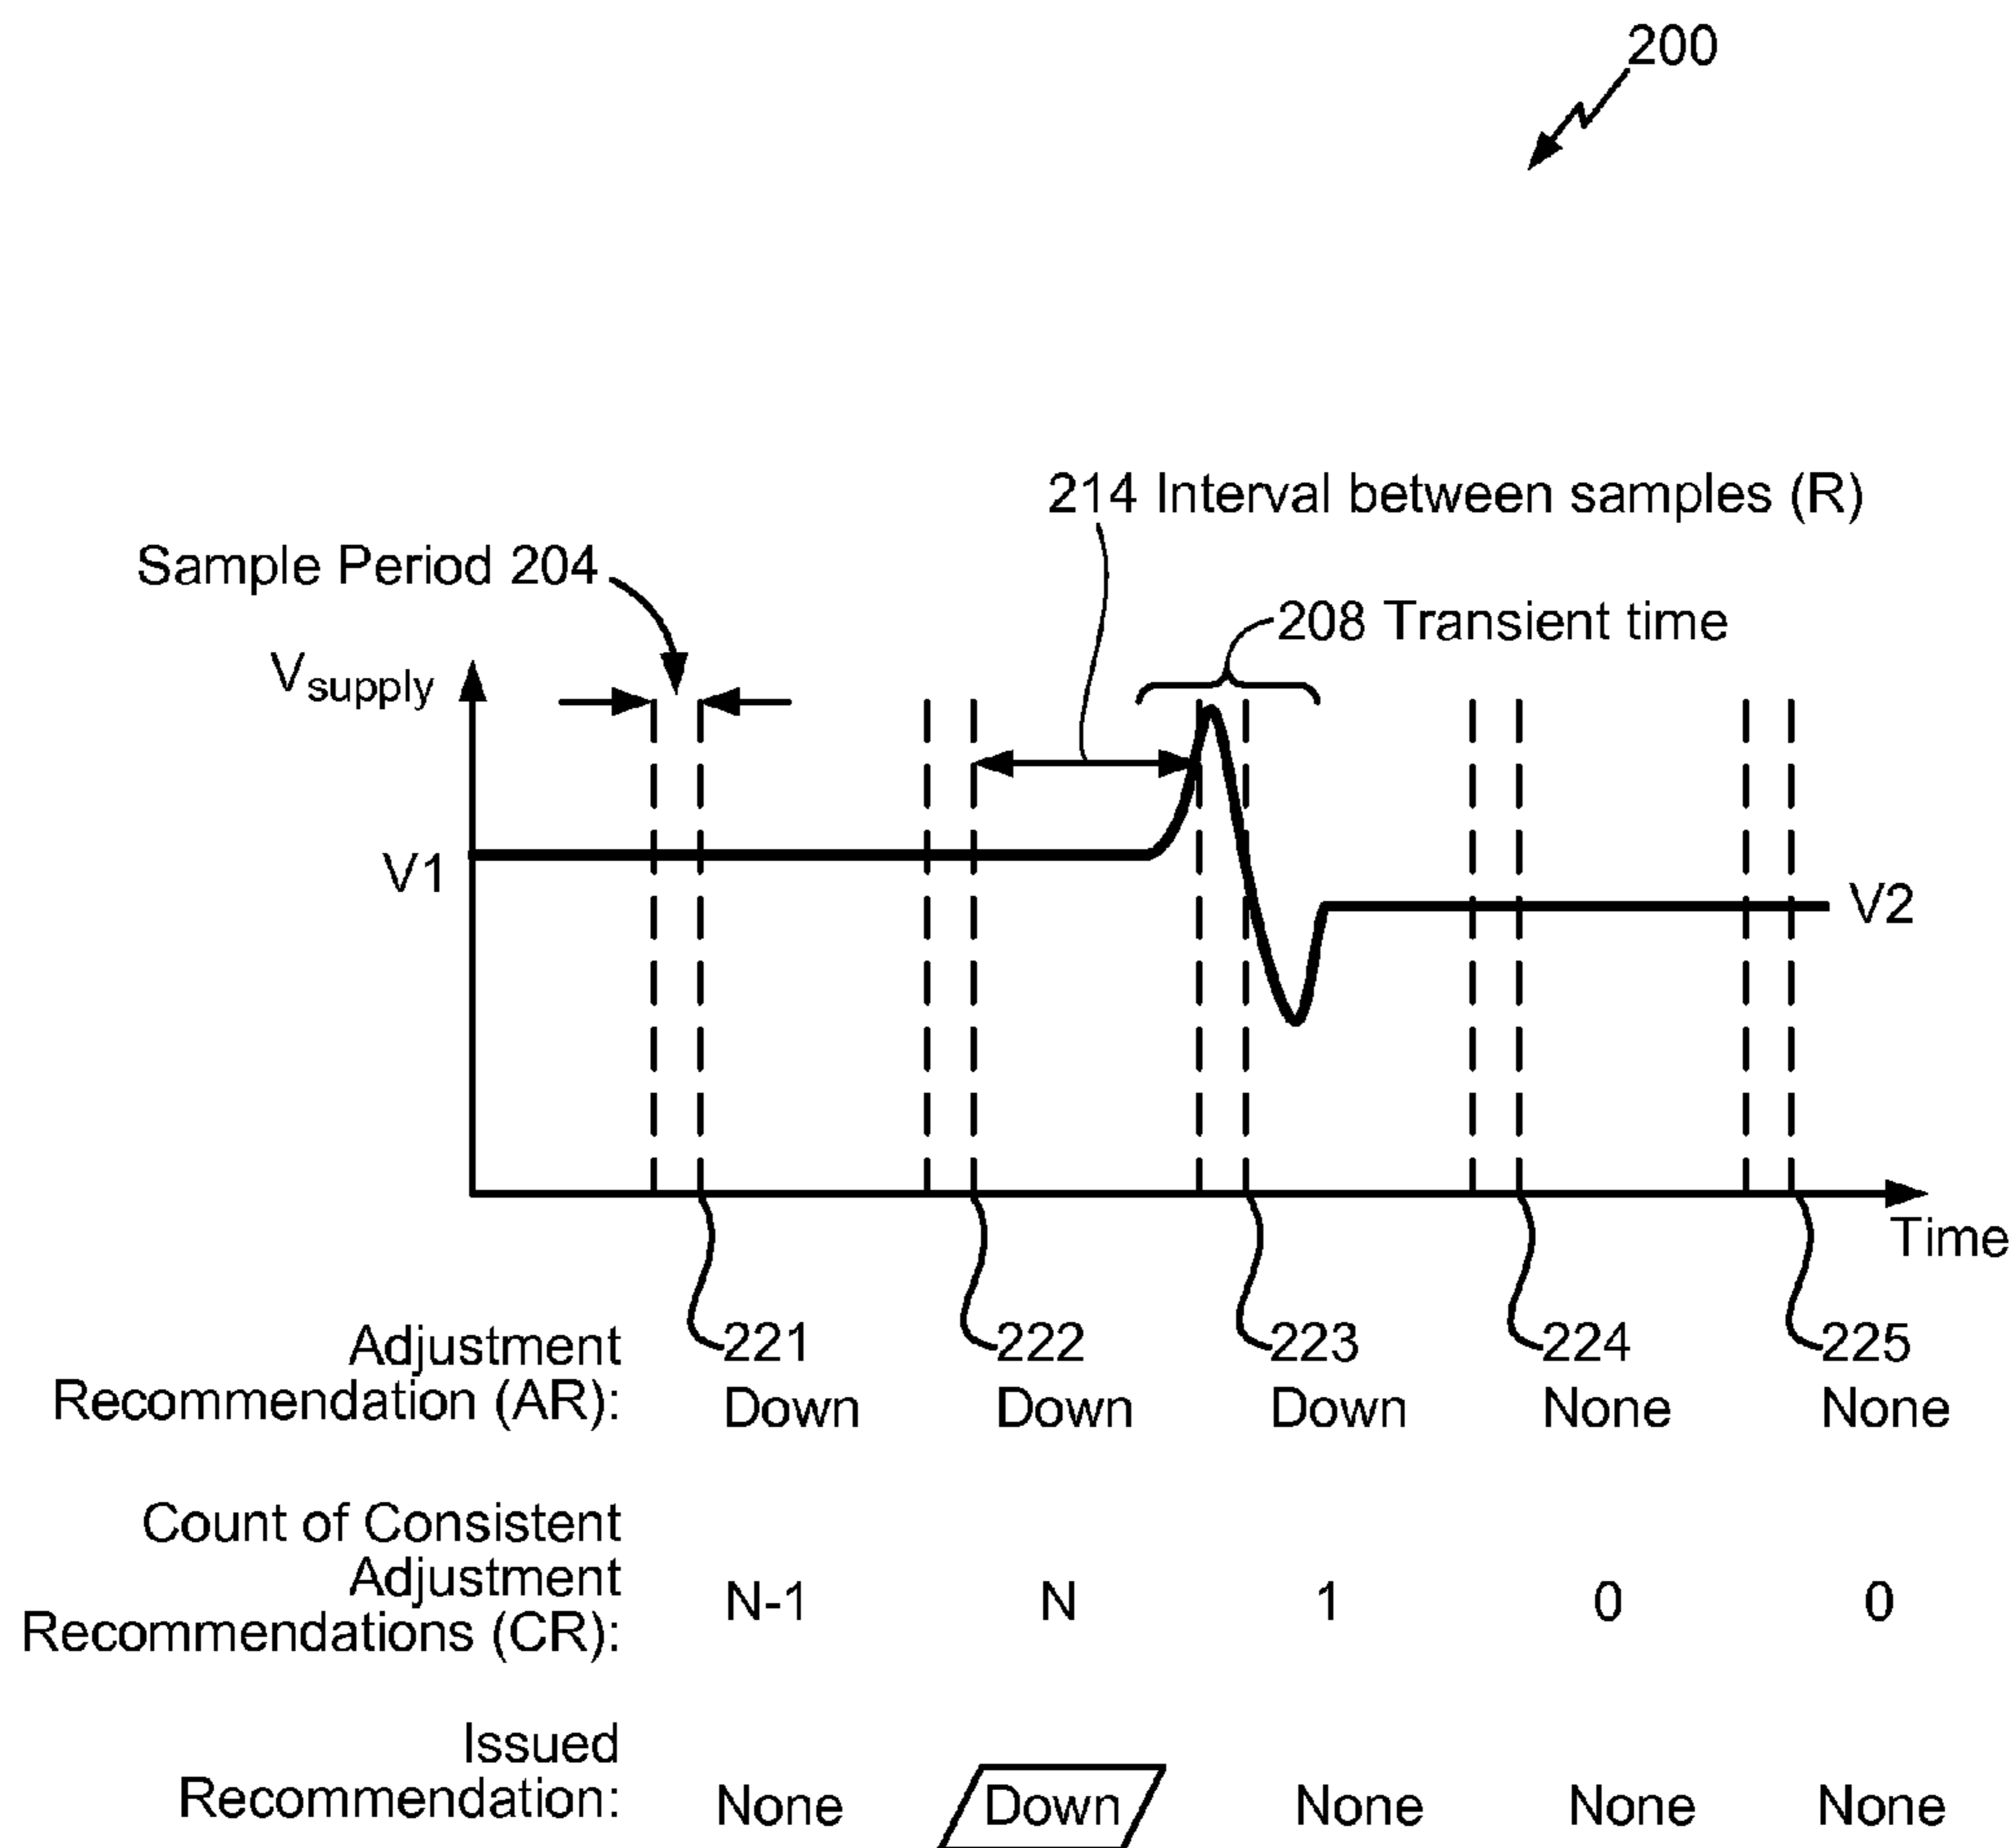 200
214 Interval between samples (R)
Sample Period 204
208 Transient time
Vsupply
V1
V2
Time
221 222 223 224 225
Adjustment
Recommendation (AR): Down Down Down None None
Count of Consistent
Adjustment
Recommendations (CR): N-1 N 1 0 0
Issued
Recommendation: None Down None None None